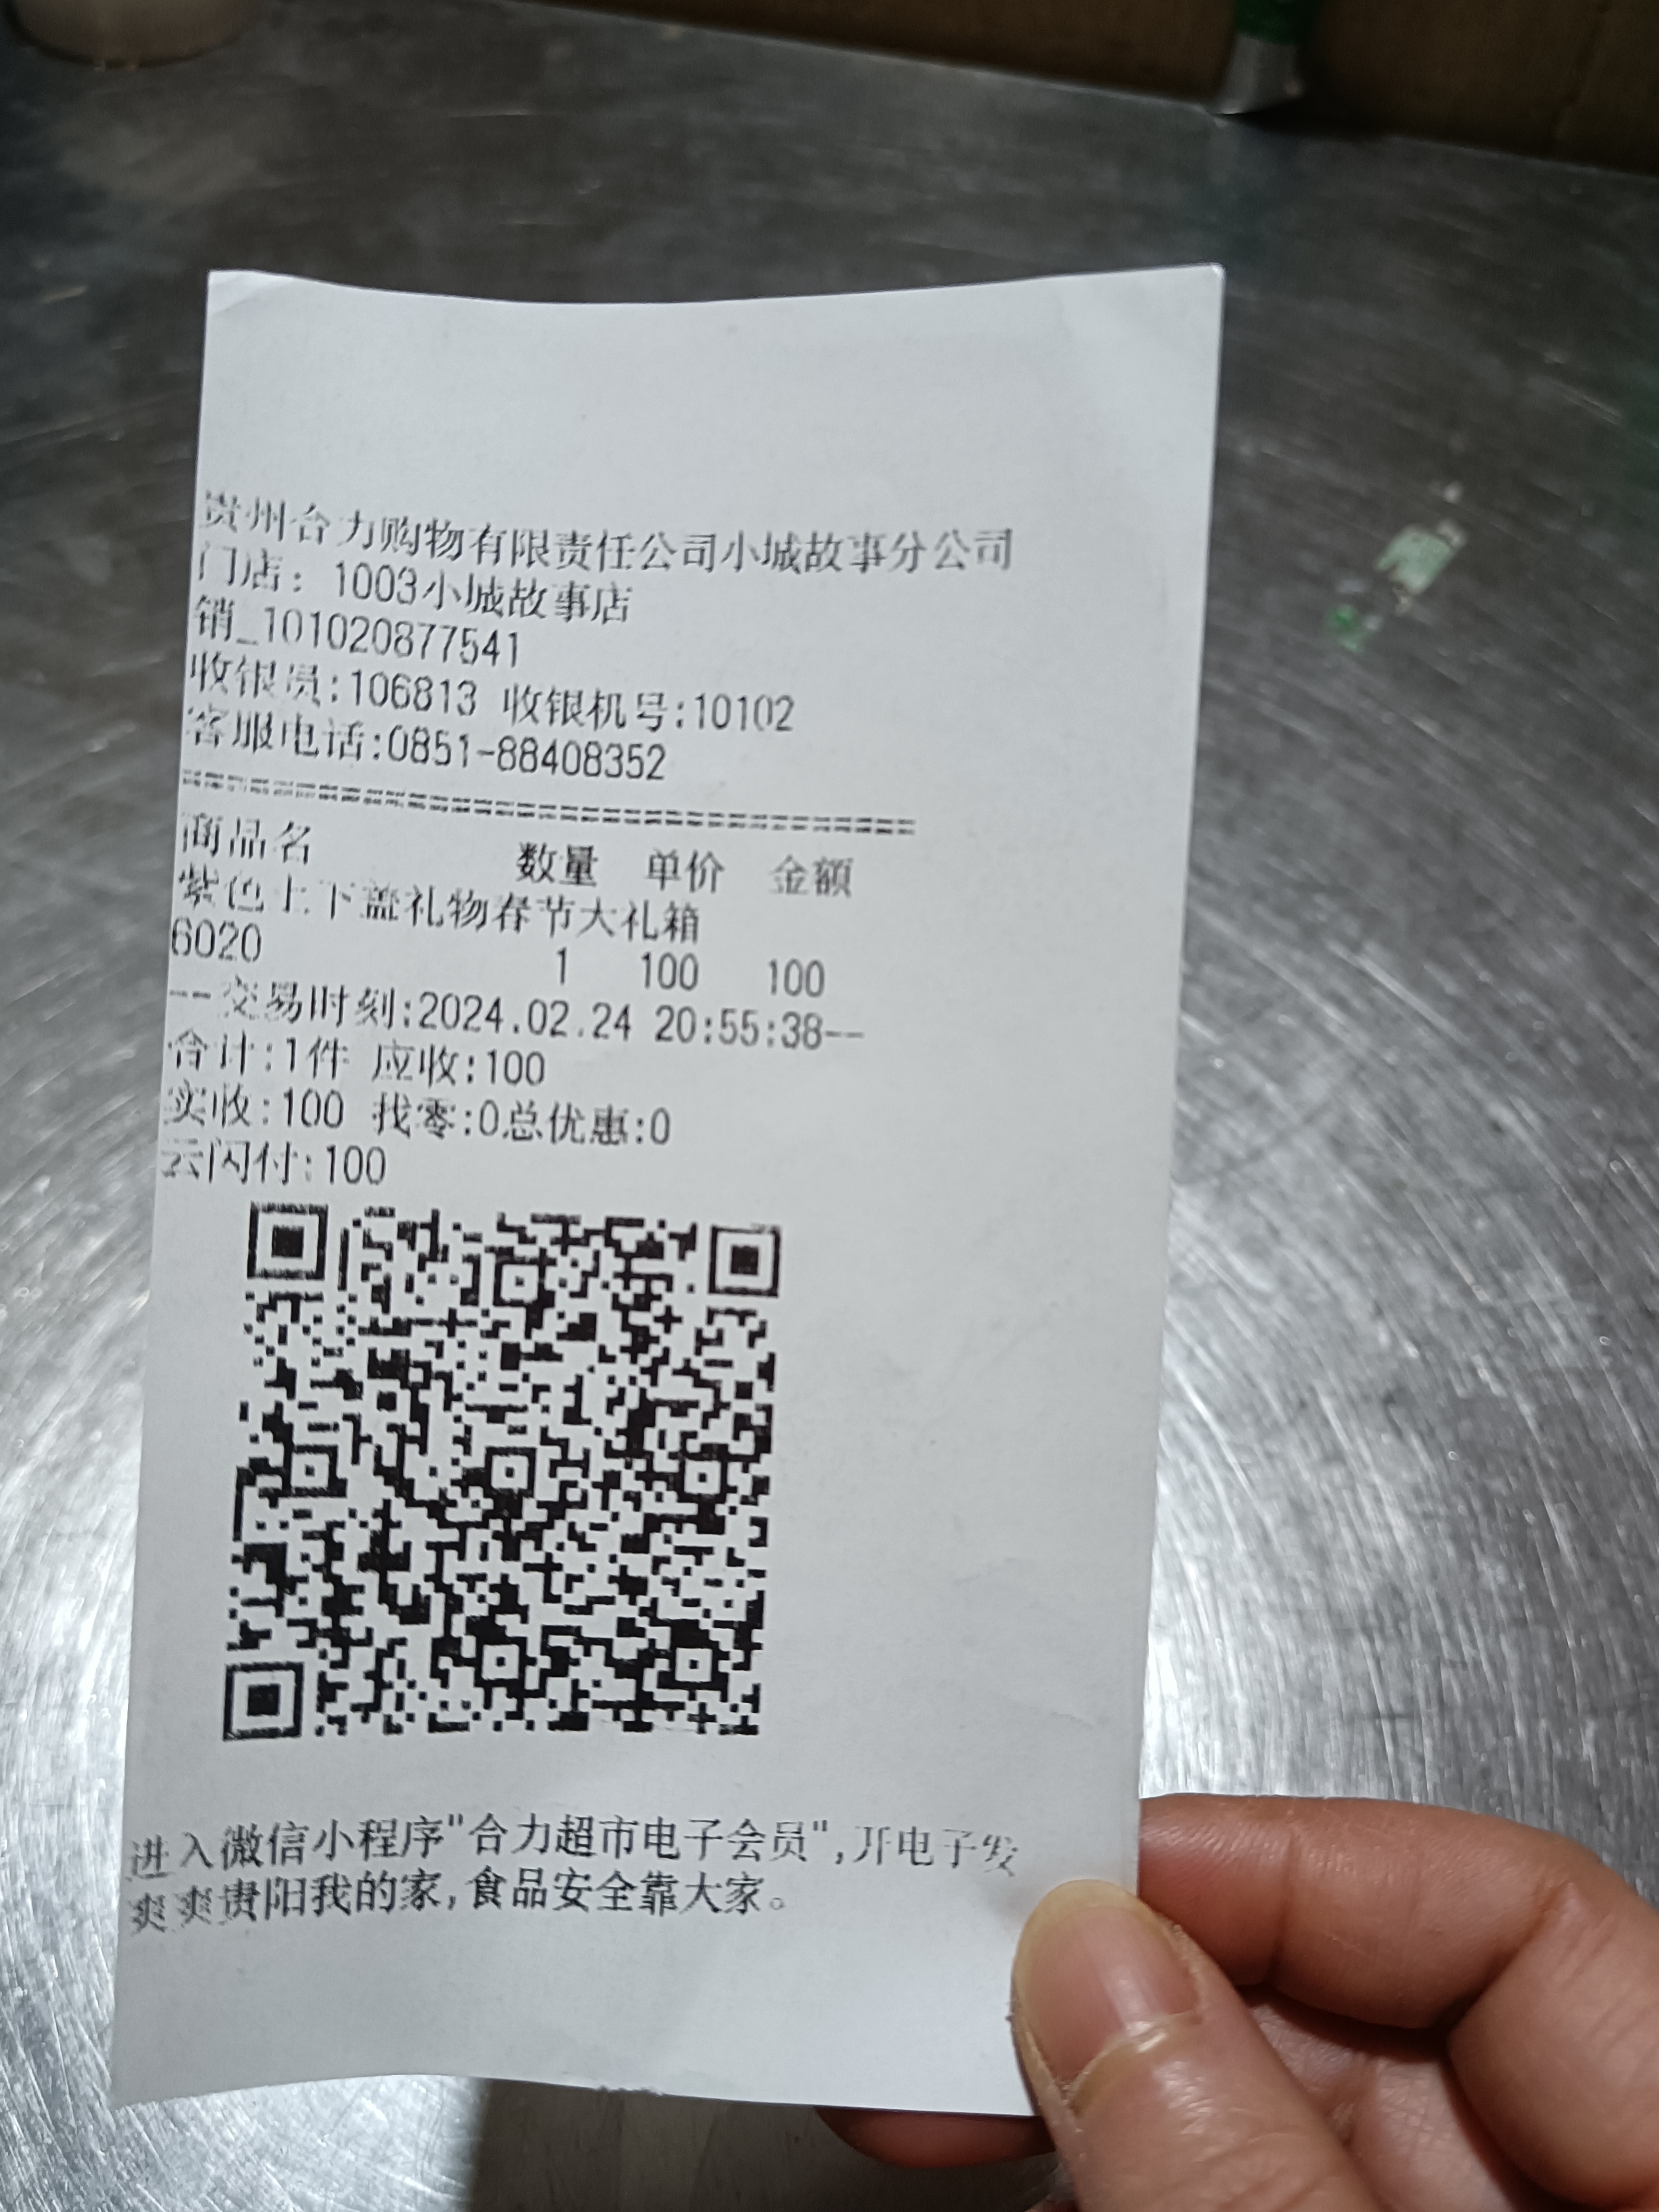 贵州合力购物有限责任公司小城故事分公司
门店：1003小城故事店
销_101020877541
收银员:106813 收银机号:10102
客服电话:0851-88408352
==================================
商品名 数量 单价 金额
紫色上下盖礼物春节大礼箱
6020 1 100 100
--交易时刻:2024.02.24 20:55:38--
合计:1件 应收:100
实收:100 找零:0总优惠:0
云闪付:100
进入微信小程序"合力超市电子会员",开电子发
爽爽贵阳我的家,食品安全靠大家。